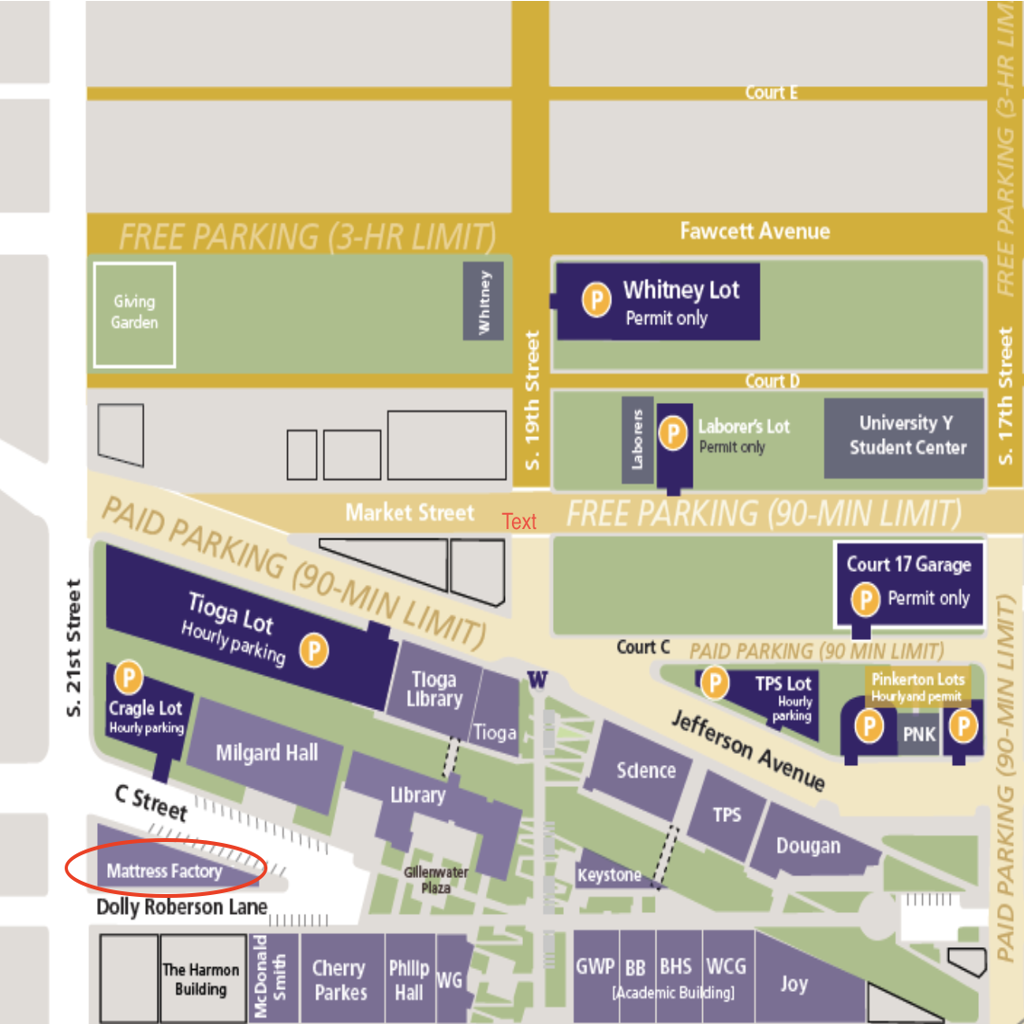 Court E
FREE PARKING (3-HR LIM
FREE PARKING (3-HR LIMIT)
Fawcett Avenue
Giving
Garden
Whitney
P
Whitney Lot
Permit only
S. 19th Street
S. 17th Street
Court D
Laborers
P
Laborer's Lot
Permit only
University Y
Student Center
Market Street
Text
FREE PARKING (90-MIN LIMIT)
PAID PARKING (90-MIN LIMIT)
Court 17 Garage
P
Permit only
S. 21st Street
Tioga Lot
Hourly parking
P
Court C
PAID PARKING (90 MIN LIMIT)
PAID PARKING (90-MIN LIMIT)
P
Cragle Lot
Hourly parking
Tioga
Library
Tioga
W
P
TPS Lot
Hourly
parking
Pinkerton Lots
Hourly and permit
P
PNK
P
Jefferson Avenue
Milgard Hall
Library
Science
TPS
Dougan
C Street
Gillenwater
Plaza
Keystone
Mattress Factory
Dolly Roberson Lane
The Harmon
Building
McDonald
Smith
Cherry
Parkes
Philip
Hall
WG
GWP
BB
BHS
WCG
[Academic Building]
Joy